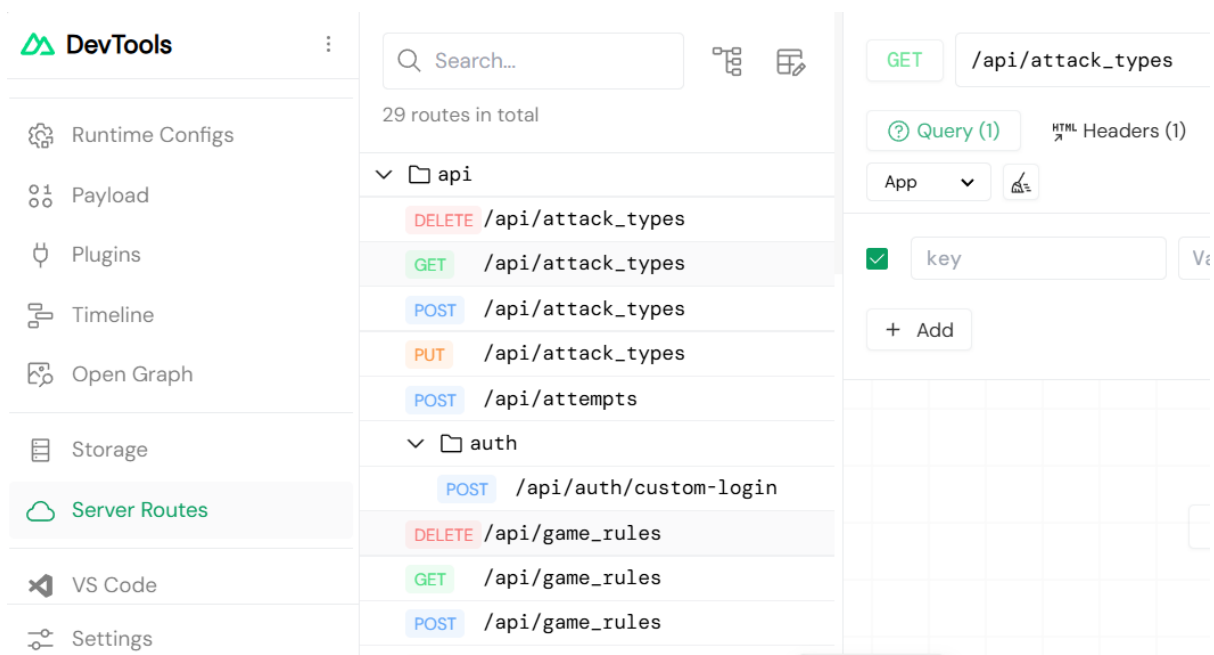 DevTools
Runtime Configs
Payload
Plugins
Timeline
Open Graph
Storage
Server Routes
VS Code
Settings
Search...
29 routes in total
api
DELETE /api/attack_types
GET /api/attack_types
POST /api/attack_types
PUT /api/attack_types
POST /api/attempts
auth
POST /api/auth/custom-login
DELETE /api/game_rules
GET /api/game_rules
POST /api/game_rules
GET /api/attack_types
Query (1) HTML Headers (1)
App
key Va
+ Add